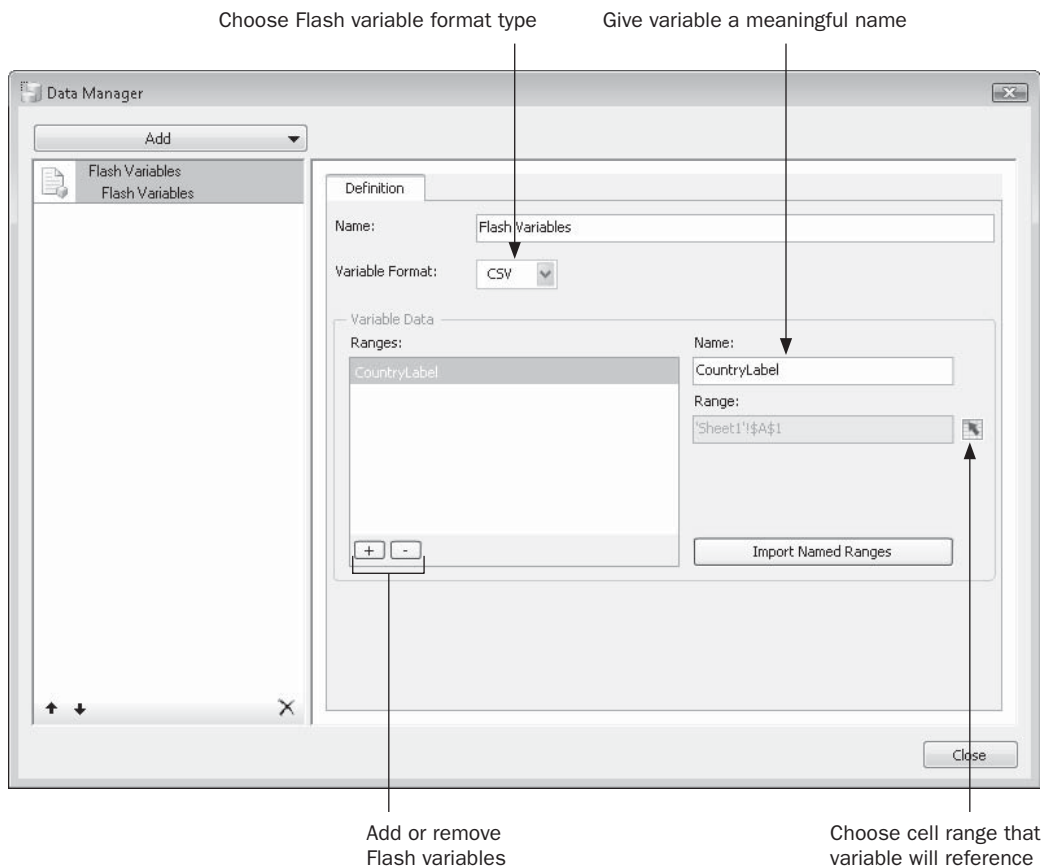 Choose Flash variable format type
Give variable a meaningful name
Data Manager
Add
Flash Variables
Flash Variables
Definition
Name:
Flash Variables
Variable Format:
CSV
Variable Data
Ranges:
CountryLabel
Name:
CountryLabel
Range:
'Sheet1'!$A$1
+ -
Import Named Ranges
Close
Add or remove
Flash variables
Choose cell range that
variable will reference